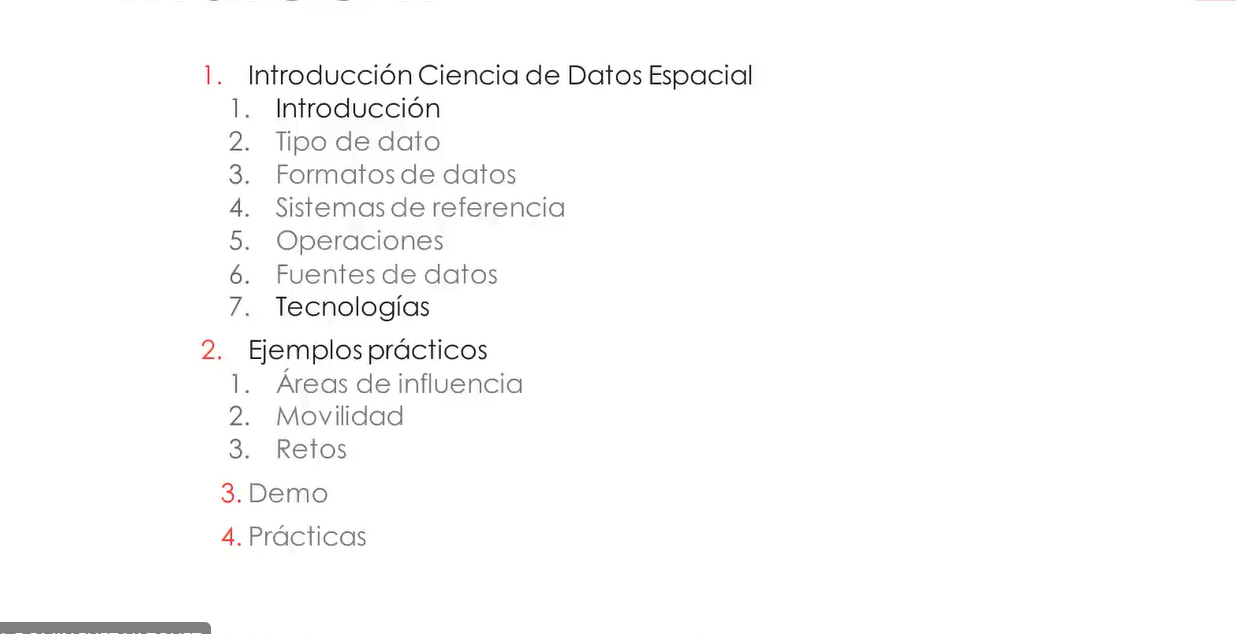 1. Introducción Ciencia de Datos Espacial
1. Introducción
2. Tipo de dato
3. Formatos de datos
4. Sistemas de referencia
5. Operaciones
6. Fuentes de datos
7. Tecnologías
2. Ejemplos prácticos
1. Áreas de influencia
2. Movilidad
3. Retos
3. Demo
4. Prácticas